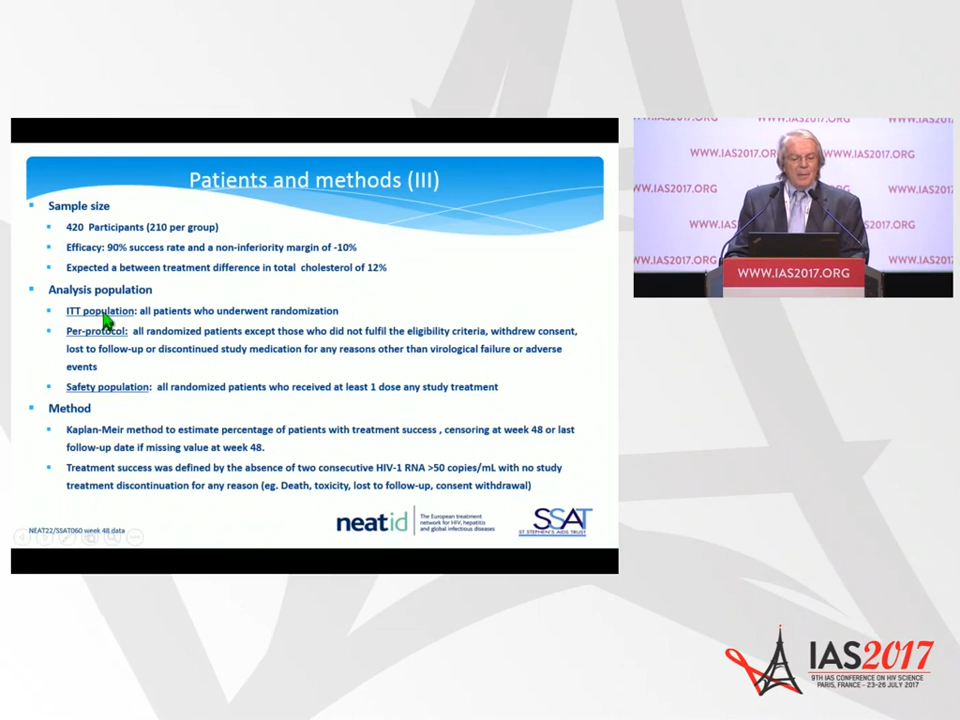 Patients and methods (III)
Sample size
420 Participants (210 per group)
Efficacy: 90% success rate and a non-inferiority margin of -10%
Expected a between treatment difference in total cholesterol of 12%
Analysis population
ITT population: all patients who underwent randomization
Per-protocol: all randomized patients except those who did not fulfil the eligibility criteria, withdrew consent,
lost to follow-up or discontinued study medication for any reasons other than virological failure or adverse
events
Safety population: all randomized patients who received at least 1 dose any study treatment
Method
Kaplan-Meir method to estimate percentage of patients with treatment success , censoring at week 48 or last
follow-up date if missing value at week 48.
Treatment success was defined by the absence of two consecutive HIV-1 RNA >50 copies/mL with no study
treatment discontinuation for any reason (eg. Death, toxicity, lost to follow-up, consent withdrawal)
NEAT22/SSAT060 week 48 data
neatid
The European treatment
network for HIV, hepatitis
and global infectious diseases
SSAT
ST STEPHEN'S AIDS TRUST
WWW.IAS2017.ORG
WWW.IAS2017.ORG WWW.IAS2017.ORG
WWW.IAS2017.ORG WWW.IAS2017.ORG
WWW.IAS2017.ORG
WWW.IAS2017.ORG
IAS2017
9TH IAS CONFERENCE ON HIV SCIENCE
PARIS, FRANCE - 23-26 JULY 2017